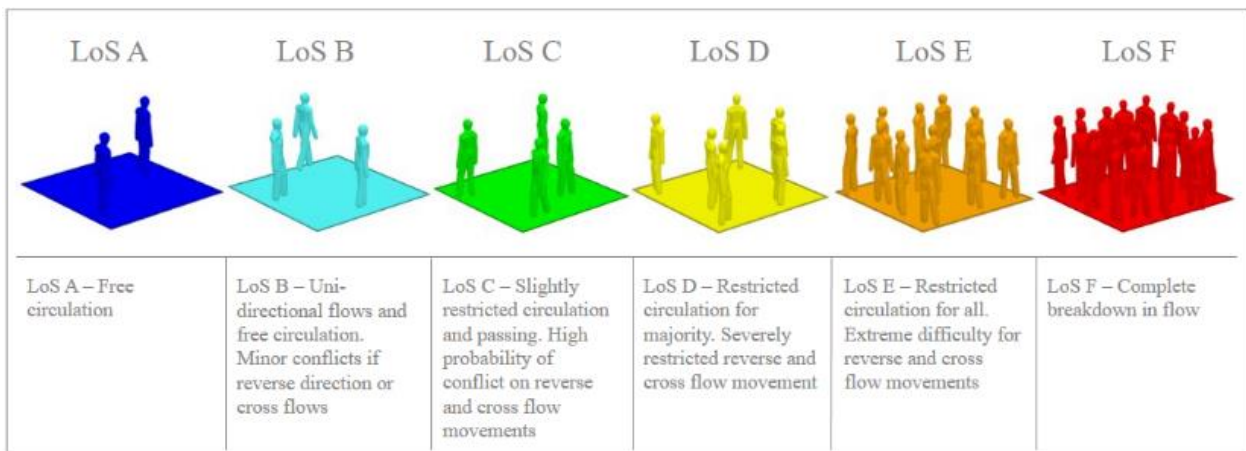 LoS A
LoS B
LoS C
LoS D
LoS E
LoS F
LoS A – Free
circulation
LoS B – Uni-
directional flows and
free circulation.
Minor conflicts if
reverse direction or
cross flows
LoS C – Slightly
restricted circulation
and passing. High
probability of
conflict on reverse
and cross flow
movements
LoS D – Restricted
circulation for
majority. Severely
restricted reverse and
cross flow movement
LoS E – Restricted
circulation for all.
Extreme difficulty for
reverse and cross
flow movements
LoS F – Complete
breakdown in flow